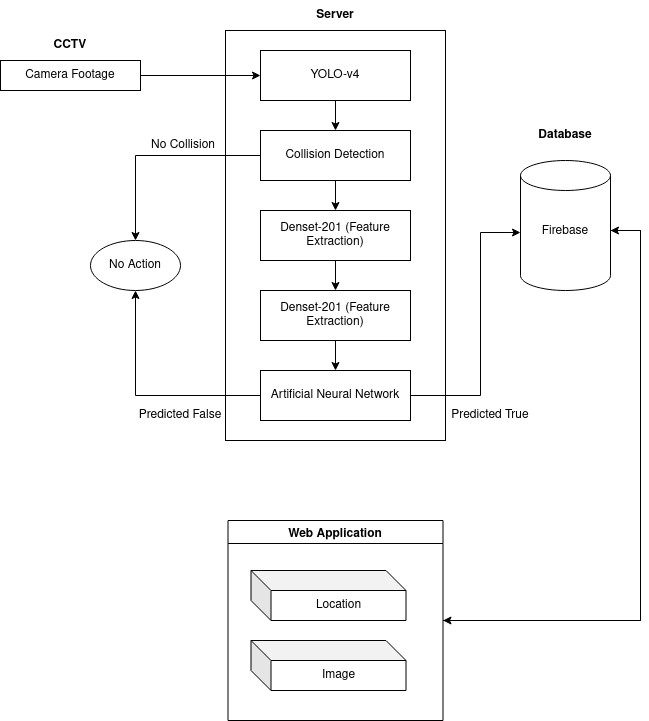 Server
CCTV
Camera Footage
YOLO-v4
No Collision
Collision Detection
Database
Denset-201 (Feature
Extraction)
Firebase
No Action
Denset-201 (Feature
Extraction)
Artificial Neural Network
Predicted False
Predicted True
Web Application
Location
Image